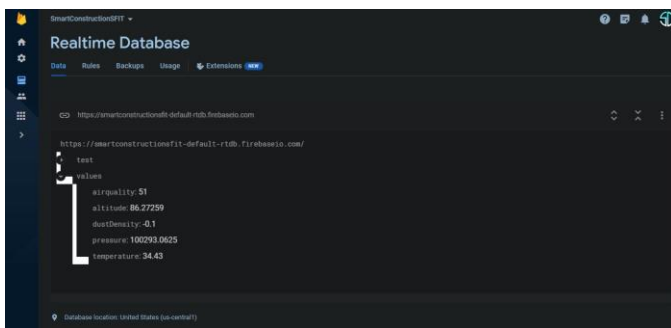 SmartConstructionSFIT
Realtime Database
Data Rules Backups Usage Extensions NEW
https://smartconstructionsfit-default-rtdb.firebaseio.com
https://smartconstructionsfit-default-rtdb.firebaseio.com/
test
values
airquality: 51
altitude: 86.27259
dustDensity: -0.1
pressure: 100293.0625
temperature: 34.43
Database location: United States (us-central1)